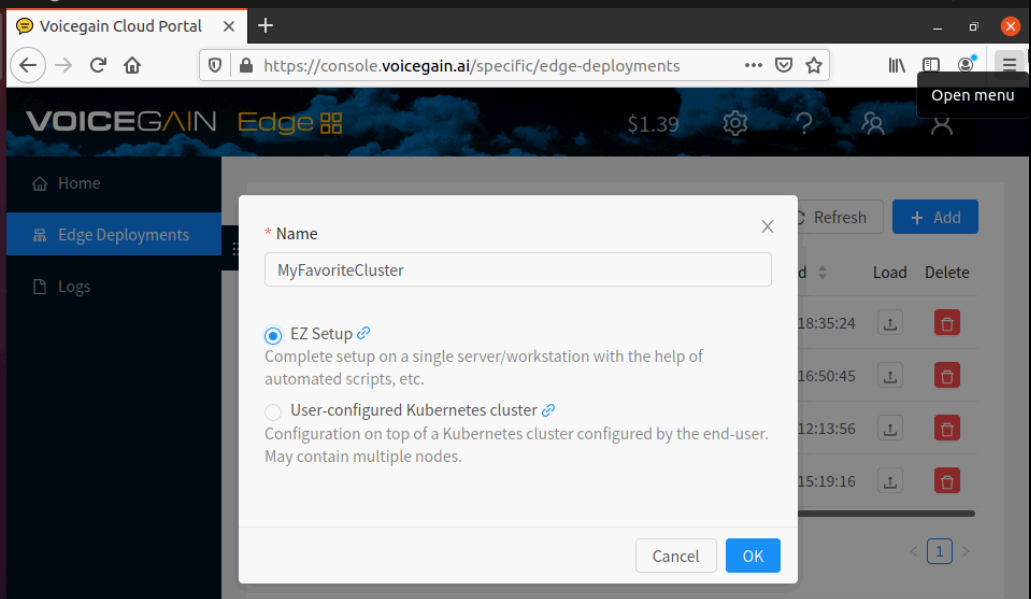 Voicegain Cloud Portal
https://console.voicegain.ai/specific/edge-deployments
Open menu
VOICEGAIN Edge
$1.39
Home
Edge Deployments
Logs
Refresh
+ Add
* Name
MyFavoriteCluster
EZ Setup
Complete setup on a single server/workstation with the help of
automated scripts, etc.
User-configured Kubernetes cluster
Configuration on top of a Kubernetes cluster configured by the end-user.
May contain multiple nodes.
Cancel
OK
d
Load
Delete
18:35:24
16:50:45
12:13:56
15:19:16
< 1 >